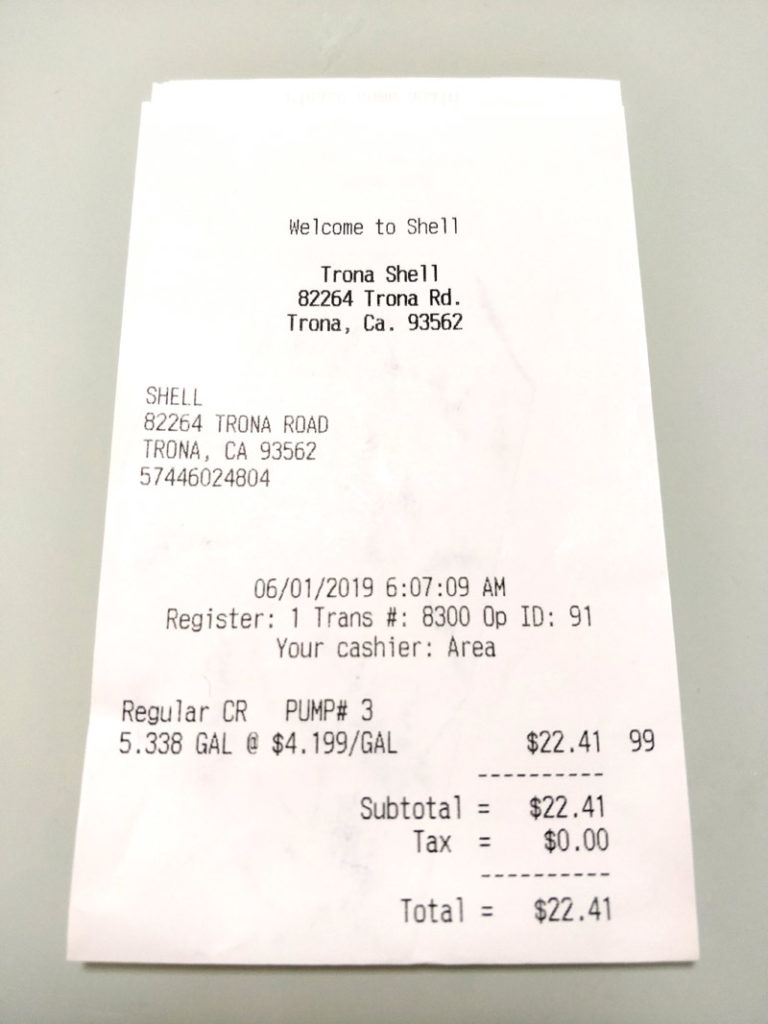 Welcome to Shell
Trona Shell
82264 Trona Rd.
Trona, Ca. 93562
SHELL
82264 TRONA ROAD
TRONA, CA 93562
57446024804
06/01/2019 6:07:09 AM
Register: 1 Trans #: 8300 Op ID: 91
Your cashier: Area
Regular CR PUMP# 3
5.338 GAL @ $4.199/GAL $22.41 99
----------
Subtotal = $22.41
Tax = $0.00
----------
Total = $22.41